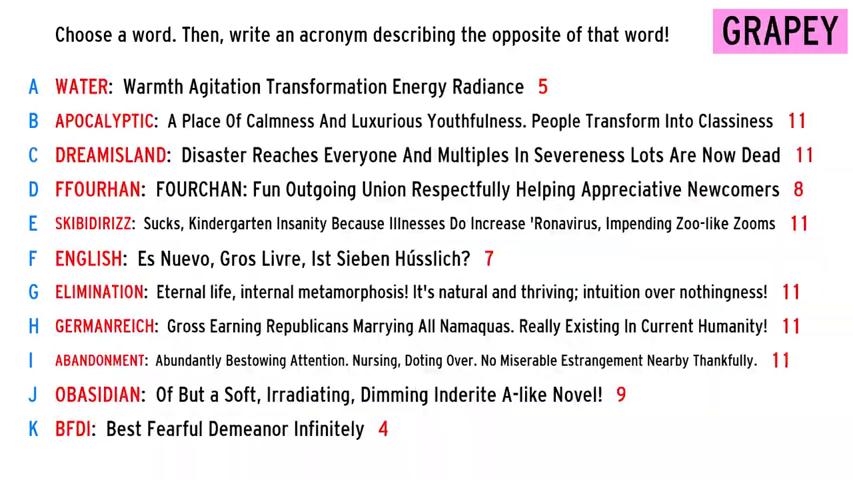 Choose a word. Then, write an acronym describing the opposite of that word!
GRAPEY
A WATER: Warmth Agitation Transformation Energy Radiance 5
B APOCALYPTIC: A Place Of Calmness And Luxurious Youthfulness. People Transform Into Classiness 11
C DREAMISLAND: Disaster Reaches Everyone And Multiples In Severeness Lots Are Now Dead 11
D FFOURHAN: FOURCHAN: Fun Outgoing Union Respectfully Helping Appreciative Newcomers 8
E SKIBIDIRIZZ: Sucks, Kindergarten Insanity Because Illnesses Do Increase 'Ronavirus, Impending Zoo-like Zooms 11
F ENGLISH: Es Nuevo, Gros Livre, Ist Sieben Hússlich? 7
G ELIMINATION: Eternal life, internal metamorphosis! It's natural and thriving; intuition over nothingness! 11
H GERMANREICH: Gross Earning Republicans Marrying All Namaquas. Really Existing In Current Humanity! 11
I ABANDONMENT: Abundantly Bestowing Attention. Nursing, Doting Over. No Miserable Estrangement Nearby Thankfully. 11
J OBASIDIAN: Of But a Soft, Irradiating, Dimming Inderite A-like Novel! 9
K BFDI: Best Fearful Demeanor Infinitely 4